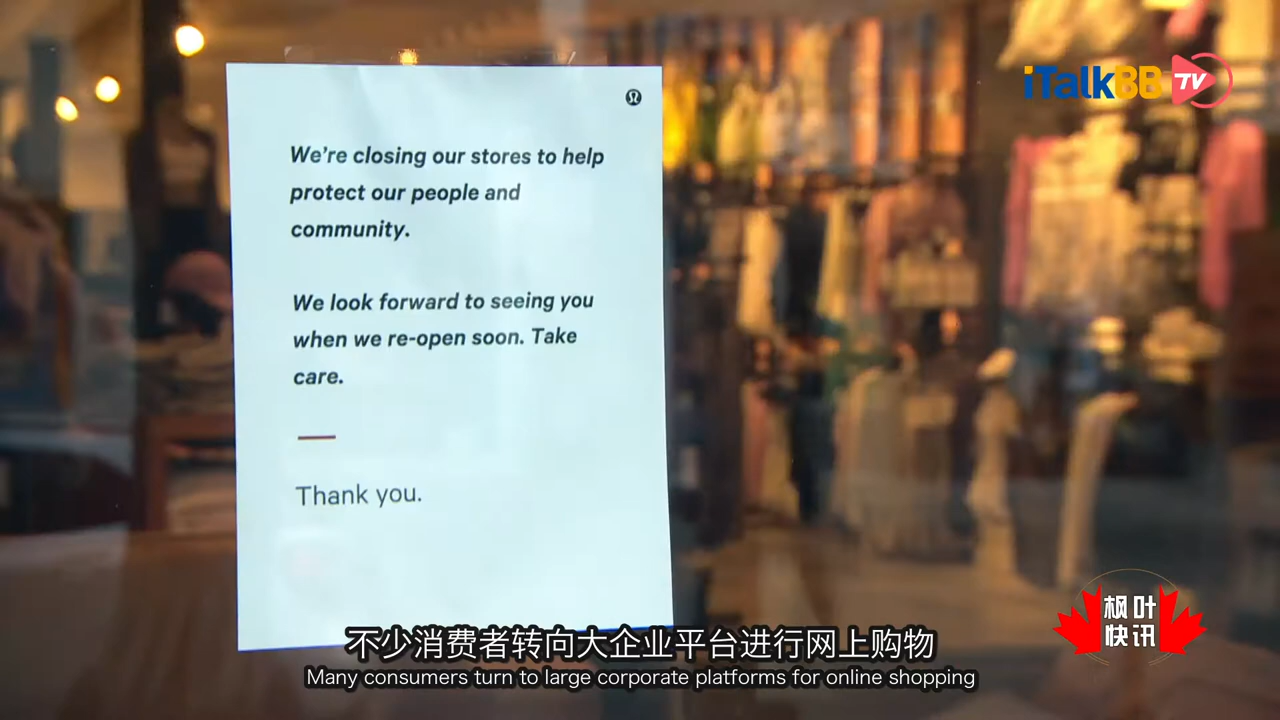 iTalkBB TV
We're closing our stores to help
protect our people and
community.
We look forward to seeing you
when we re-open soon. Take
care.
Thank you.
枫叶
快讯
不少消费者转向大企业平台进行网上购物
Many consumers turn to large corporate platforms for online shopping